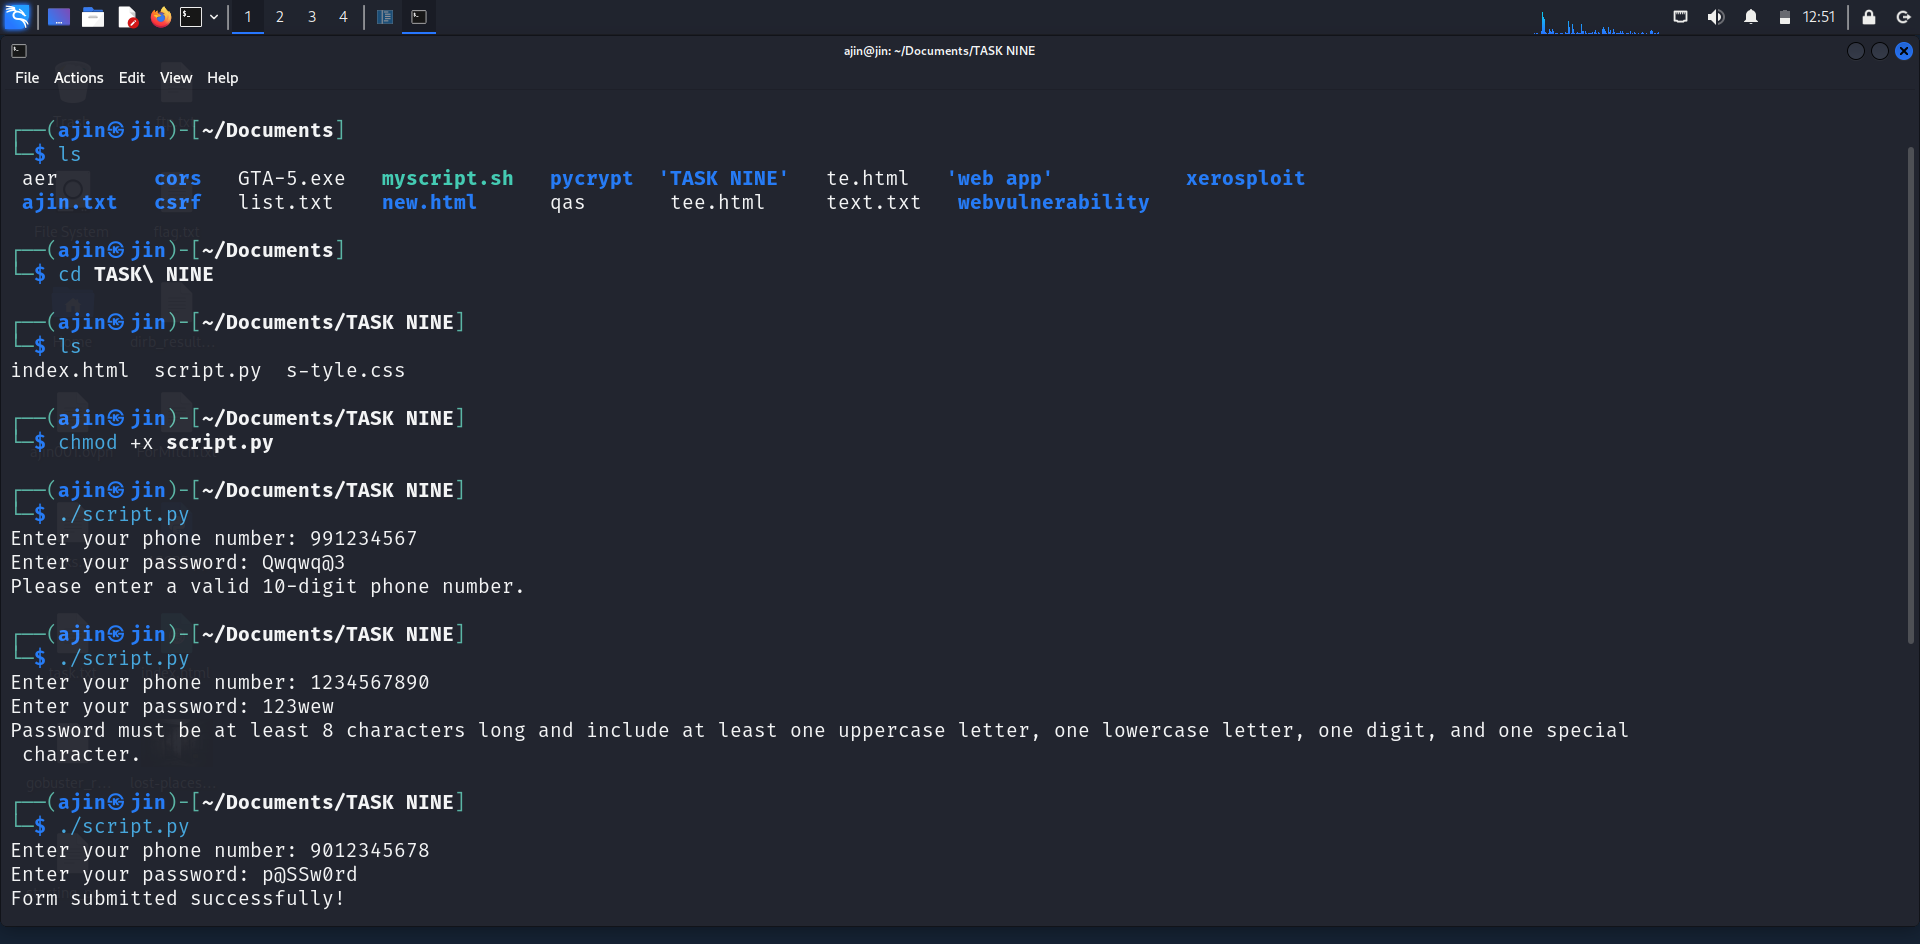 1 2 3 4 12:51
ajin@jin: ~/Documents/TASK NINE
File Actions Edit View Help
┌──(ajin㉿jin)-[~/Documents]
└─$ ls
aer cors GTA-5.exe myscript.sh pycrypt 'TASK NINE' te.html 'web app' xerosploit
ajin.txt csrf list.txt new.html qas tee.html text.txt webvulnerability
File System flag.txt
┌──(ajin㉿jin)-[~/Documents]
└─$ cd TASK\ NINE
┌──(ajin㉿jin)-[~/Documents/TASK NINE]
└─$ ls
dirb_result...
index.html script.py s-tyle.css
┌──(ajin㉿jin)-[~/Documents/TASK NINE]
└─$ chmod +x script.py
┌──(ajin㉿jin)-[~/Documents/TASK NINE]
└─$ ./script.py
Enter your phone number: 991234567
Enter your password: Qwqwq@3
Please enter a valid 10-digit phone number.
┌──(ajin㉿jin)-[~/Documents/TASK NINE]
└─$ ./script.py
Enter your phone number: 1234567890
Enter your password: 123wew
Password must be at least 8 characters long and include at least one uppercase letter, one lowercase letter, one digit, and one special
character.
gobuster_r... lost-places...
┌──(ajin㉿jin)-[~/Documents/TASK NINE]
└─$ ./script.py
Enter your phone number: 9012345678
Enter your password: p@SSw0rd
Form submitted successfully!